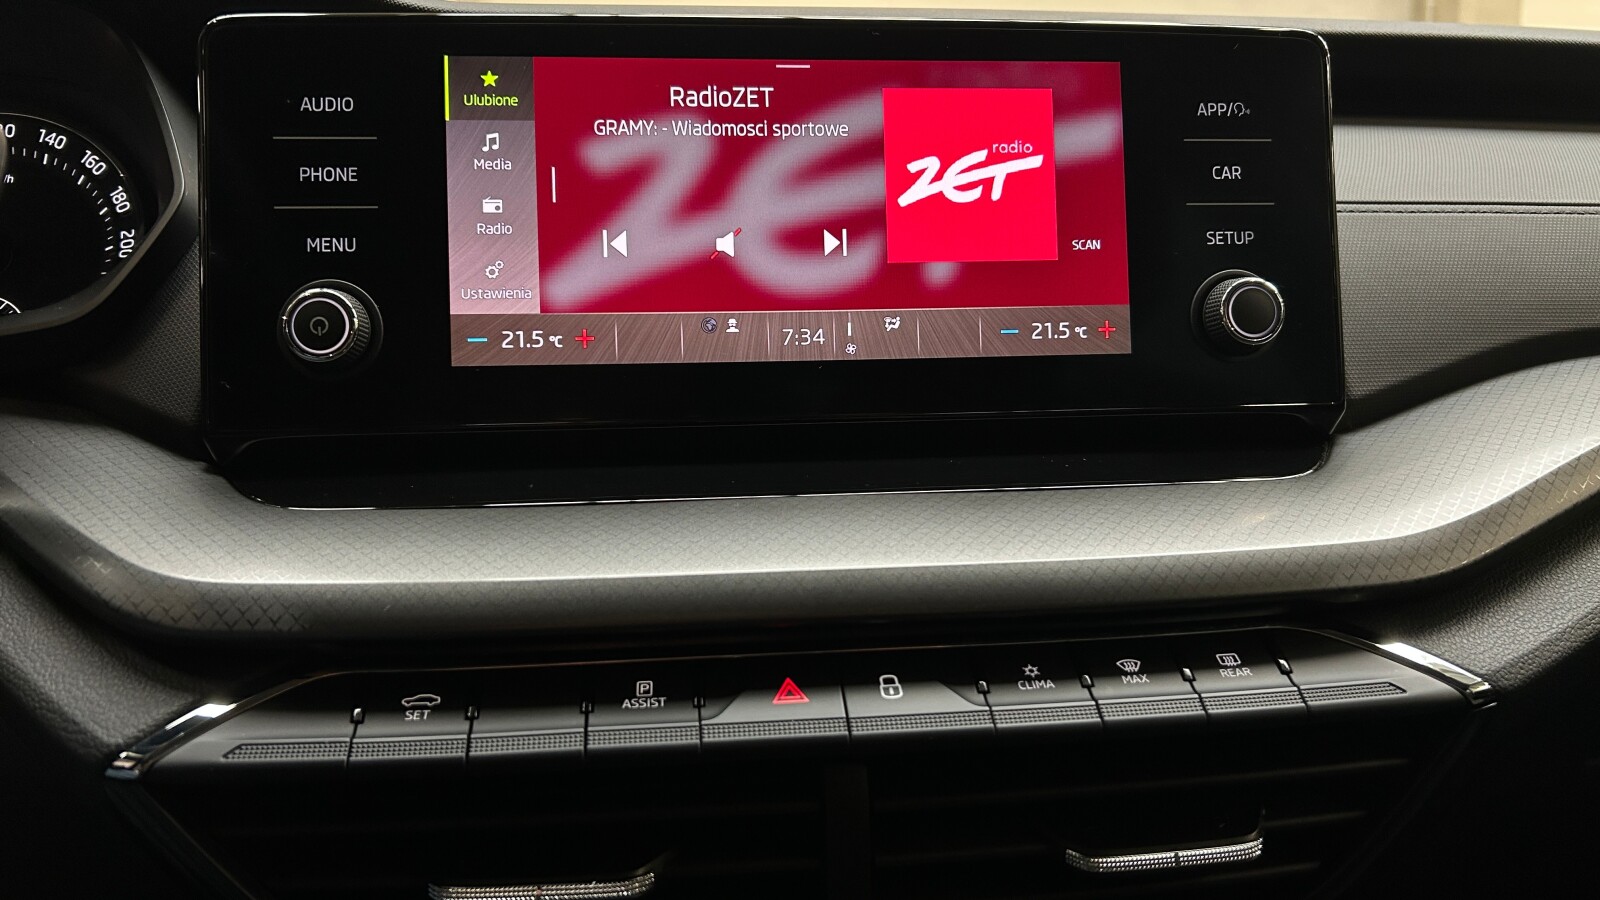 140
160
180
200
/h
AUDIO
PHONE
MENU
Ulubione
Media
Radio
Ustawienia
RadioZET
GRAMY: - Wiadomosci sportowe
radio
ZET
SCAN
21.5 °C
7:34
21.5 °C
APP/
CAR
SETUP
SET
P
ASSIST
CLIMA
MAX
REAR